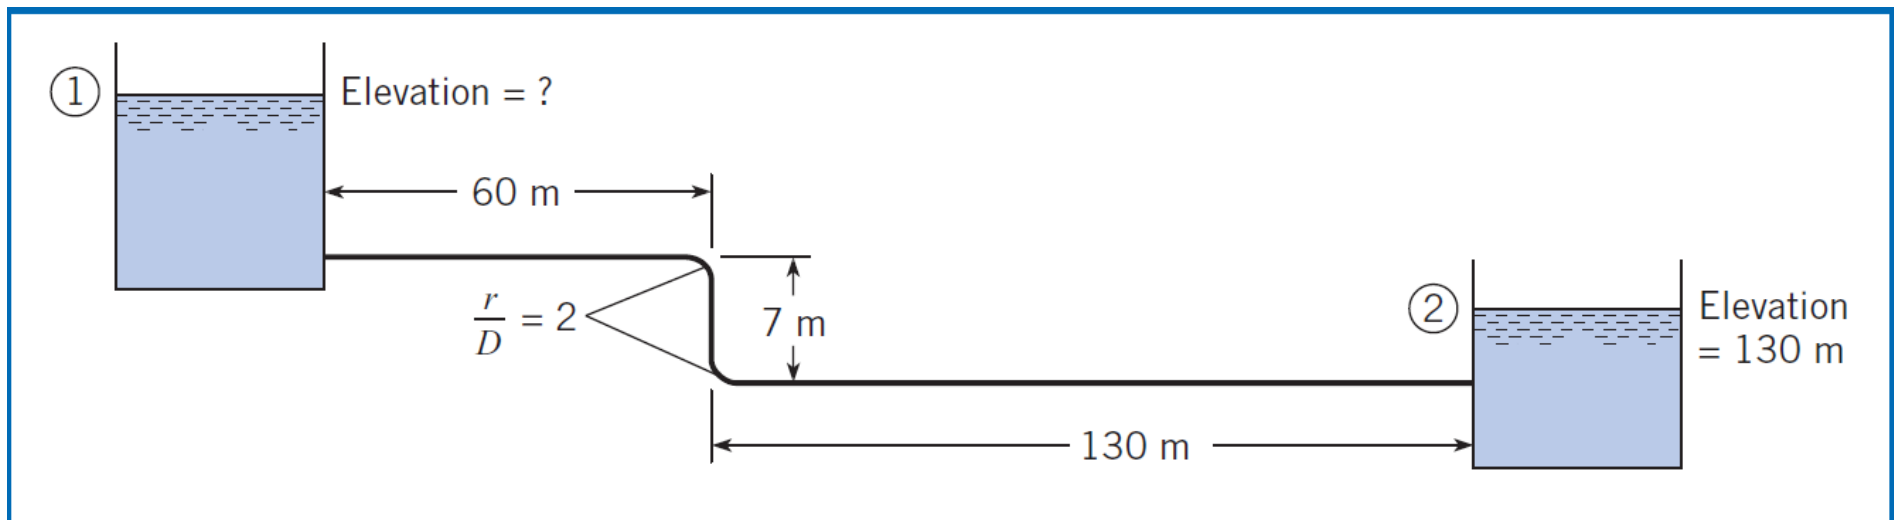 ① Elevation = ?
60 m
r/D = 2
7 m
② Elevation
= 130 m
130 m